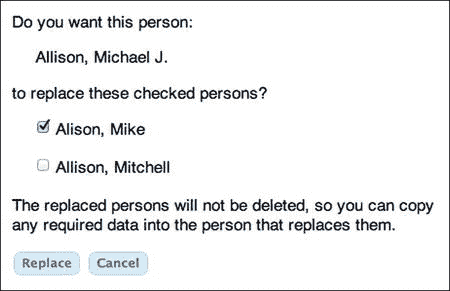 Do you want this person:
Allison, Michael J.
to replace these checked persons?
Alison, Mike
Allison, Mitchell
The replaced persons will not be deleted, so you can copy
any required data into the person that replaces them.
Replace Cancel